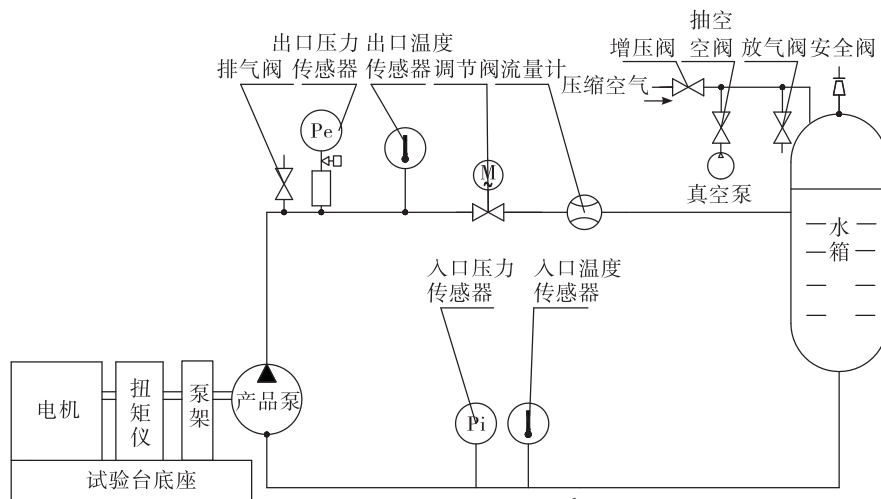 抽空
出口压力 出口温度
增压阀 空阀 放气阀 安全阀
排气阀 传感器 传感器 调节阀 流量计
压缩空气
Pe
M
~
真空泵
水
箱
入口压力 入口温度
传感器 传感器
电机
扭
矩
仪
泵
架
产品泵
Pi
试验台底座